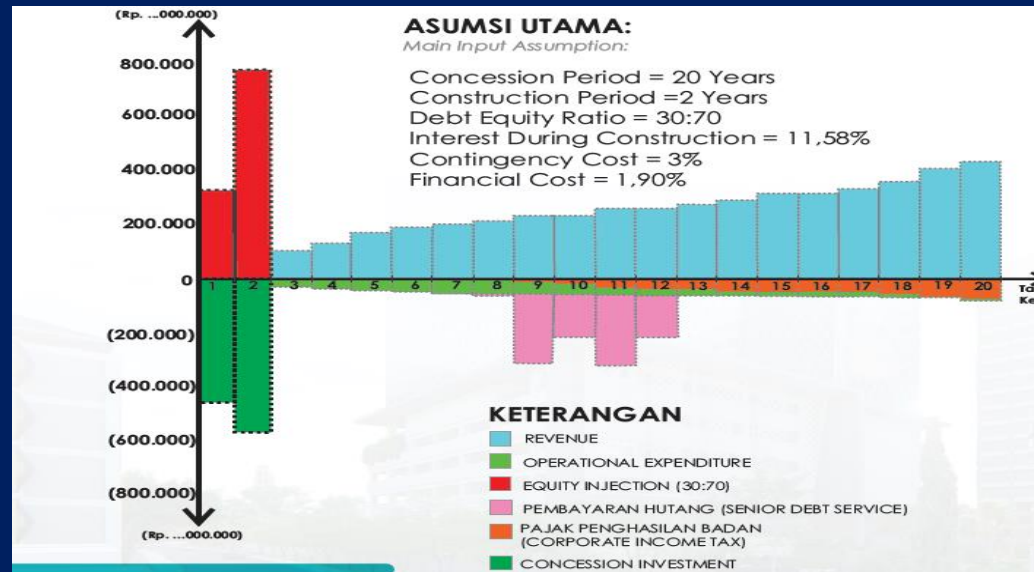 (Rp. ...000.000)
ASUMSI UTAMA:
Main Input Assumption:
Concession Period = 20 Years
Construction Period =2 Years
Debt Equity Ratio = 30:70
Interest During Construction = 11,58%
Contingency Cost = 3%
Financial Cost = 1,90%
800.000
600.000
400.000
200.000
0
1 2 3 4 5 6 7 8 9 10 11 12 13 14 15 16 17 18 19 20
Ke
(200.000)
(400.000)
(600.000)
(800.000)
(Rp. ...000.000)
KETERANGAN
REVENUE
OPERATIONAL EXPENDITURE
EQUITY INJECTION (30:70)
PEMBAYARAN HUTANG (SENIOR DEBT SERVICE)
PAJAK PENGHASILAN BADAN
(CORPORATE INCOME TAX)
CONCESSION INVESTMENT